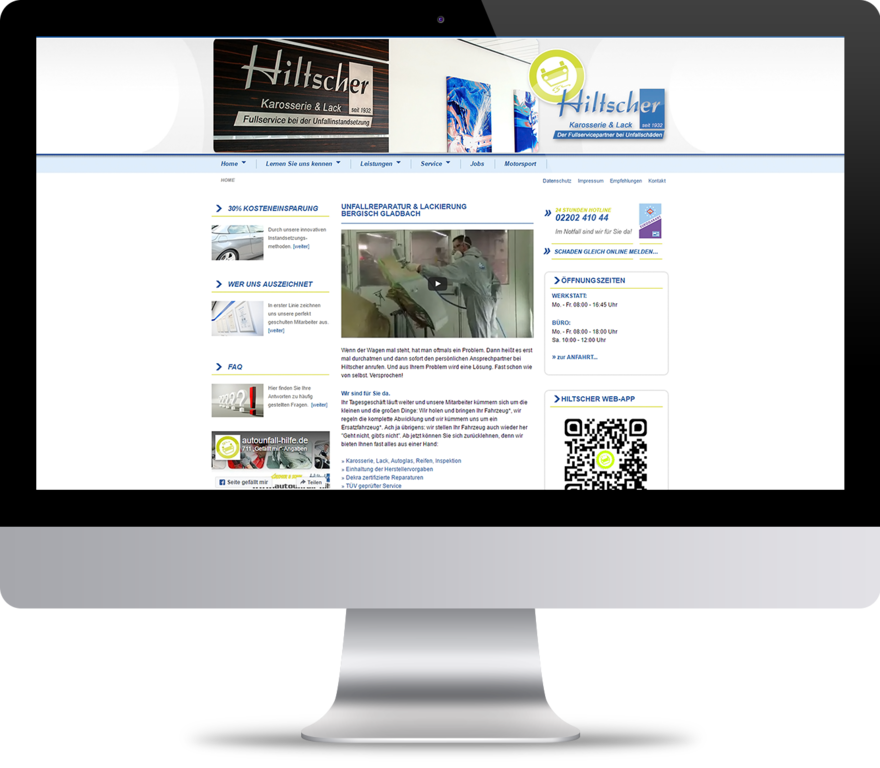 Hiltscher
Karosserie & Lack
seit 1932
Fullservice bei der Unfallinstandsetzung
Hiltscher
Karosserie & Lack
seit 1932
Der Fullservicepartner bei Unfallschäden
Home Lernen Sie uns kennen Leistungen Service Jobs Motorsport
HOME
Datenschutz Impressum Empfehlungen Kontakt
30% KOSTENEINSPARUNG
Durch unsere innovativen
Instandsetzungs-
methoden. [weiter]
WER UNS AUSZEICHNET
In erster Linie zeichnen
uns unsere perfekt
geschulten Mitarbeiter aus.
[weiter]
FAQ
Hier finden Sie Ihre
Antworten zu häufig
gestellten Fragen. [weiter]
autounfall-hilfe.de
711 „Gefällt mir“-Angaben
Seite gefällt mir
Teilen
UNFALLREPARATUR & LACKIERUNG
BERGISCH GLADBACH
Wenn der Wagen mal steht, hat man oftmals ein Problem. Dann heißt es erst
mal durchatmen und dann sofort den persönlichen Ansprechpartner bei
Hiltscher anrufen. Und aus Ihrem Problem wird eine Lösung. Fast schon wie
von selbst. Versprochen!
Wir sind für Sie da.
Ihr Tagesgeschäft läuft weiter und unsere Mitarbeiter kümmern sich um die
kleinen und die großen Dinge: Wir holen und bringen Ihr Fahrzeug*, wir
regeln die komplette Abwicklung und wir kümmern uns um ein
Ersatzfahrzeug*. Ach ja übrigens: wir stellen Ihr Fahrzeug auch wieder her
"Geht nicht, gibt's nicht". Ab jetzt können Sie sich zurücklehnen, denn wir
bieten Ihnen fast alles aus einer Hand:
» Karosserie, Lack, Autoglas, Reifen, Inspektion
» Einhaltung der Herstellervorgaben
» Dekra zertifizierte Reparaturen
» TÜV geprüfter Service
24 STUNDEN HOTLINE
02202 410 44
Im Notfall sind wir für Sie da!
SCHADEN GLEICH ONLINE MELDEN...
ÖFFNUNGSZEITEN
WERKSTATT:
Mo. - Fr. 08:00 - 16:45 Uhr
BÜRO:
Mo. - Fr. 08:00 - 18:00 Uhr
Sa. 10:00 - 12:00 Uhr
» zur ANFAHRT...
HILTSCHER WEB-APP